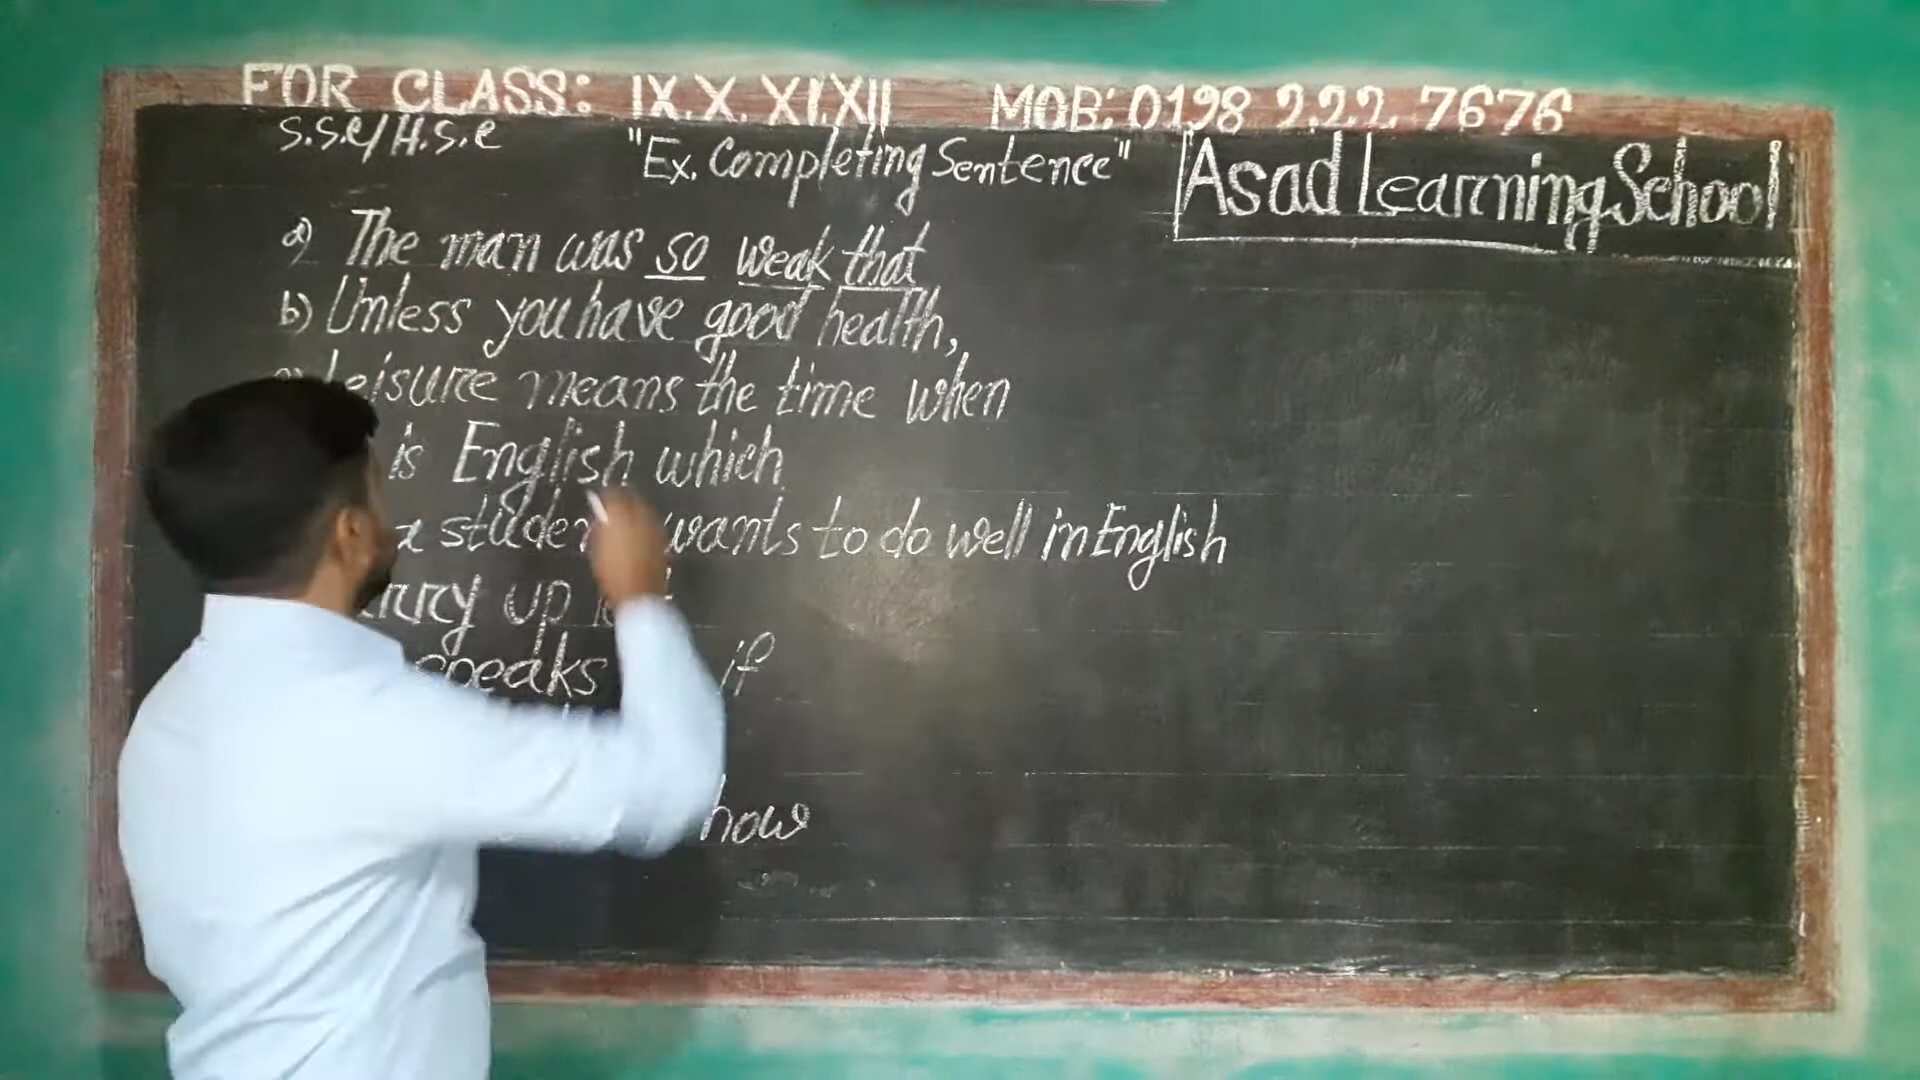 FOR CLASS: IX.X. XI.XII MOB: 0198 222 7676
S.S.C/H.S.C "Ex. Completing Sentence" Asad Learning School
a) The man was so weak that
b) Unless you have good health,
Leisure means the time when
is English which
a student wants to do well in English
up
speaks if
how